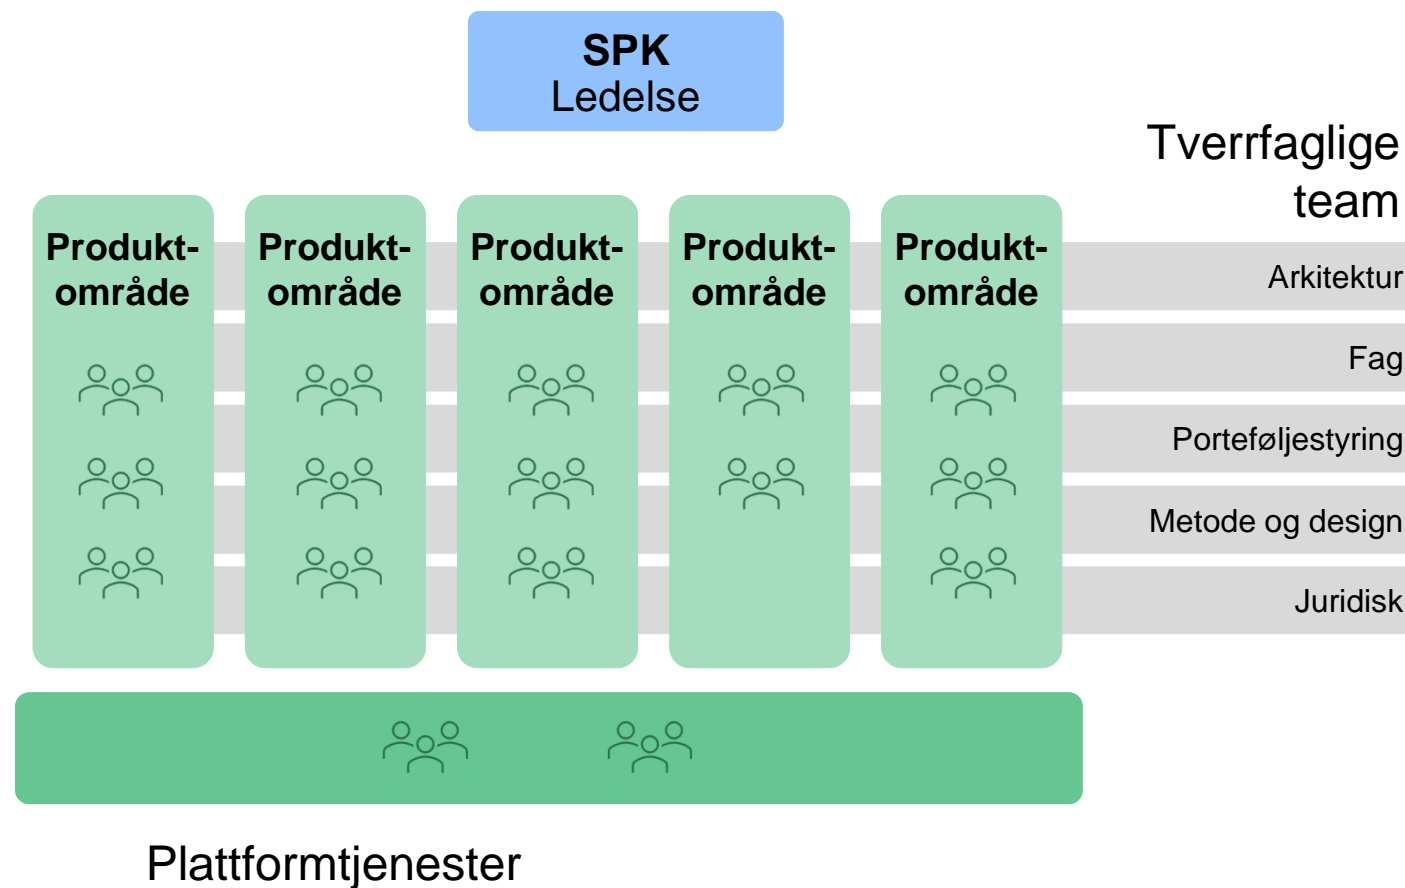 SPK
Ledelse
Tverrfaglige
team
Produkt-
område
Produkt-
område
Produkt-
område
Produkt-
område
Produkt-
område
Arkitektur
Fag
Porteføljestyring
Metode og design
Juridisk
Plattformtjenester